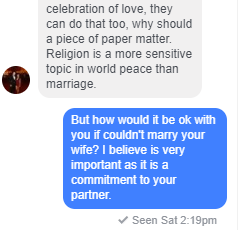 celebration of love, they
can do that too, why should
a piece of paper matter.
Religion is a more sensitive
topic in world peace than
marriage.
But how would it be ok with
you if couldn't marry your
wife? I believe is very
important as it is a
commitment to your
partner.
Seen Sat 2:19pm